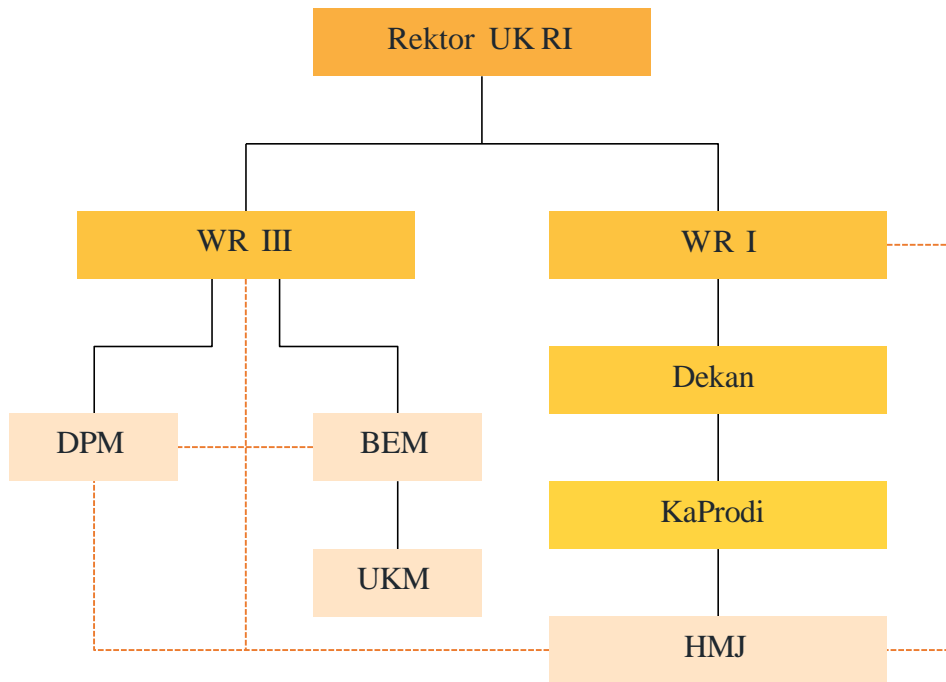 Rektor UK RI
WR III
WR I
Dekan
DPM
BEM
KaProdi
UKM
HMJ